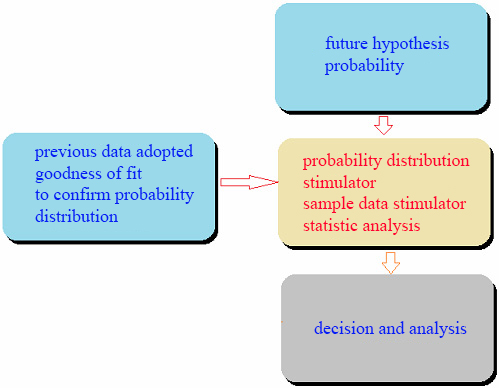 future hypothesis
probability
previous data adopted
goodness of fit
to confirm probability
distribution
probability distribution
stimulator
sample data stimulator
statistic analysis
decision and analysis